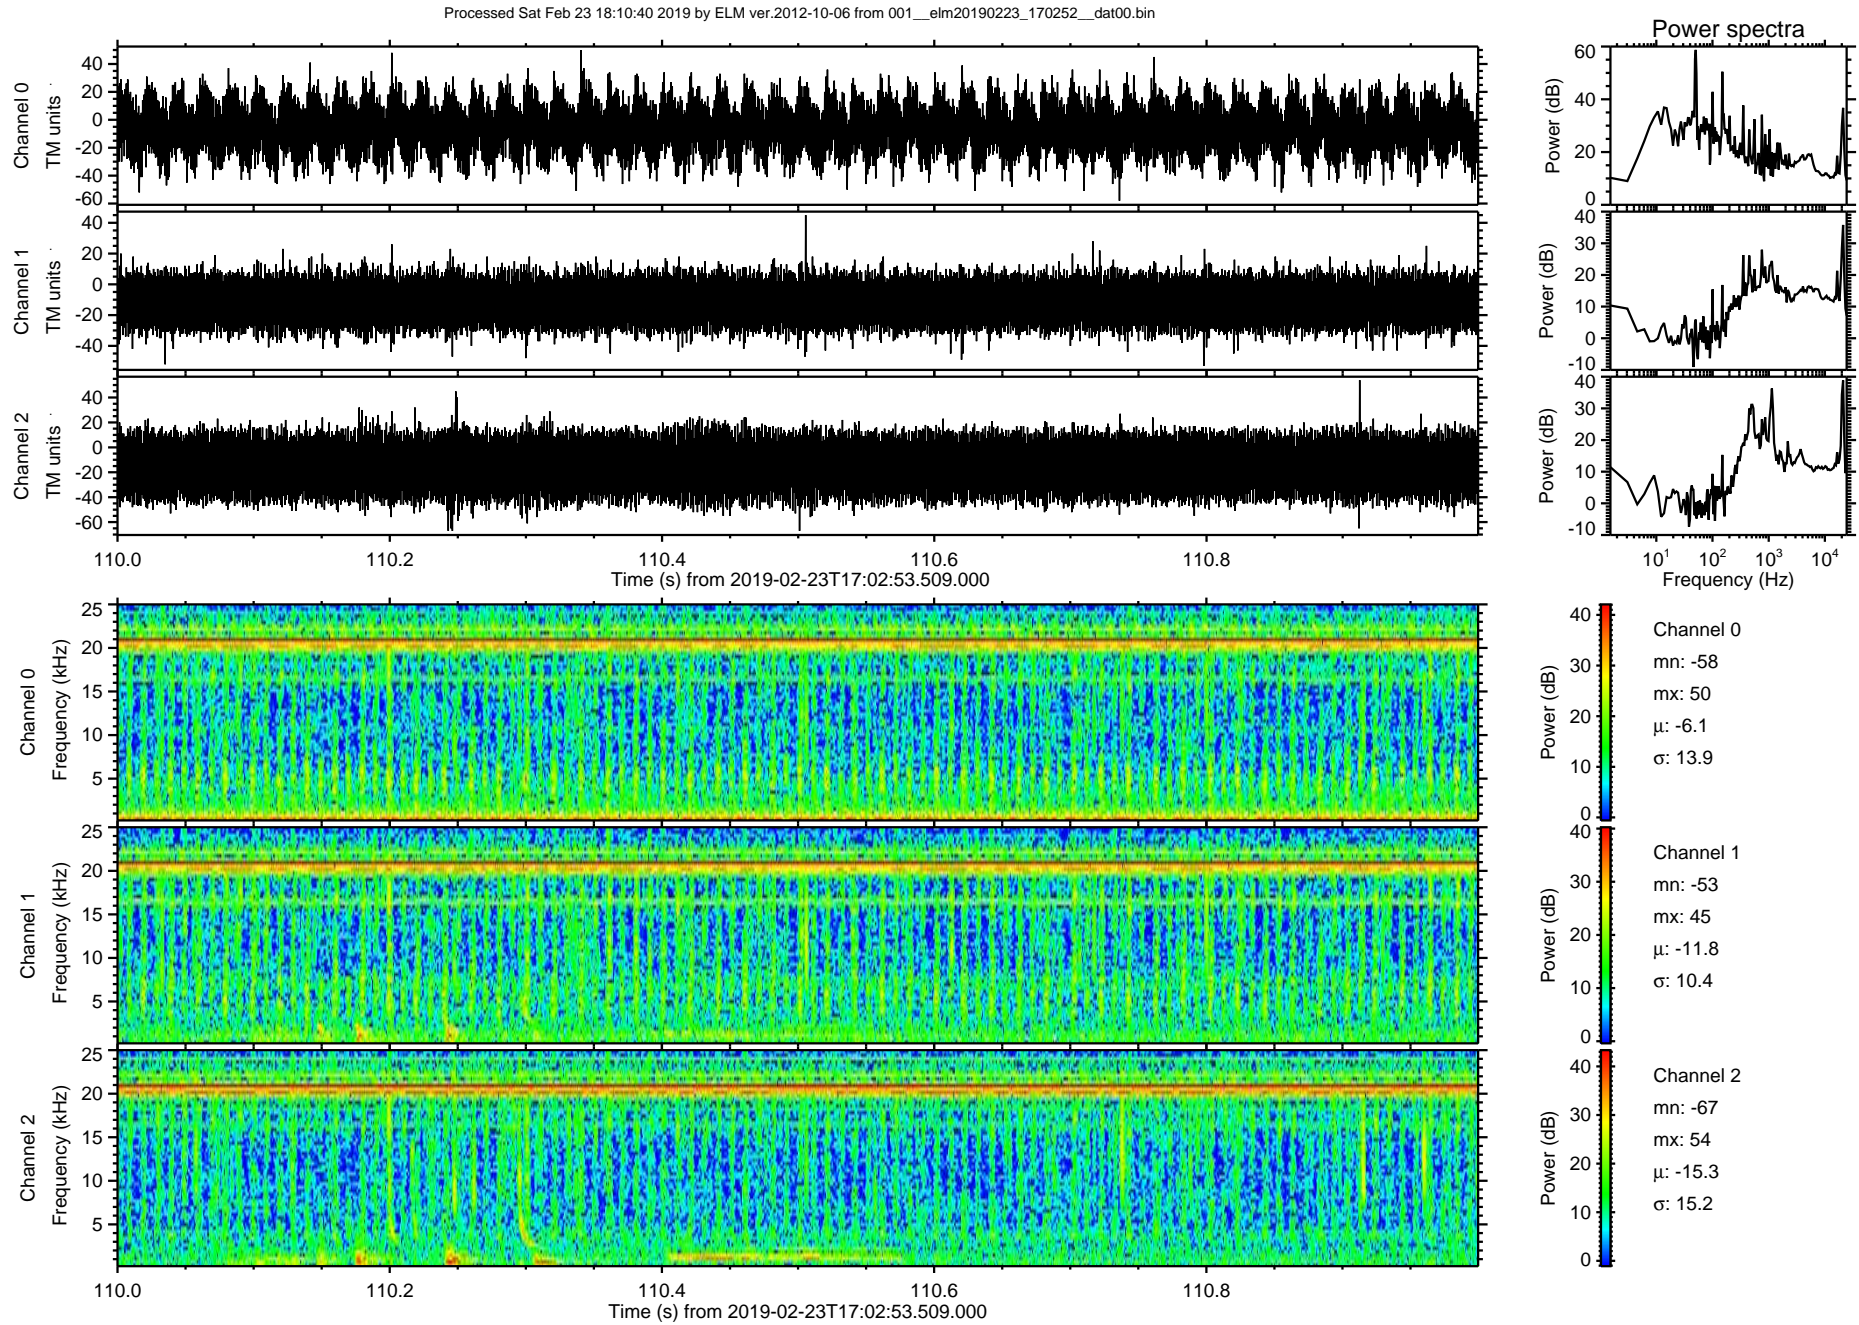 Processed Sat Feb 23 18:10:40 2019 by ELM ver.2012-10-06 from 001__elm20190223_170252__dat00.bin
Power spectra
Channel 0
TM units
40
20
0
-20
-40
-60
Power (dB)
60
40
20
0
Channel 1
TM units
40
20
0
-20
-40
Power (dB)
40
30
20
10
0
-10
Channel 2
TM units
40
20
0
-20
-40
-60
Power (dB)
40
30
20
10
0
-10
110.0 110.2 110.4 110.6 110.8
Time (s) from 2019-02-23T17:02:53.509.000
10^1 10^2 10^3 10^4
Frequency (Hz)
Channel 0
Frequency (kHz)
25
20
15
10
5
Power (dB)
40
30
20
10
0
Channel 0
mn: -58
mx: 50
μ: -6.1
σ: 13.9
Channel 1
Frequency (kHz)
25
20
15
10
5
Power (dB)
40
30
20
10
0
Channel 1
mn: -53
mx: 45
μ: -11.8
σ: 10.4
Channel 2
Frequency (kHz)
25
20
15
10
5
Power (dB)
40
30
20
10
0
Channel 2
mn: -67
mx: 54
μ: -15.3
σ: 15.2
110.0 110.2 110.4 110.6 110.8
Time (s) from 2019-02-23T17:02:53.509.000